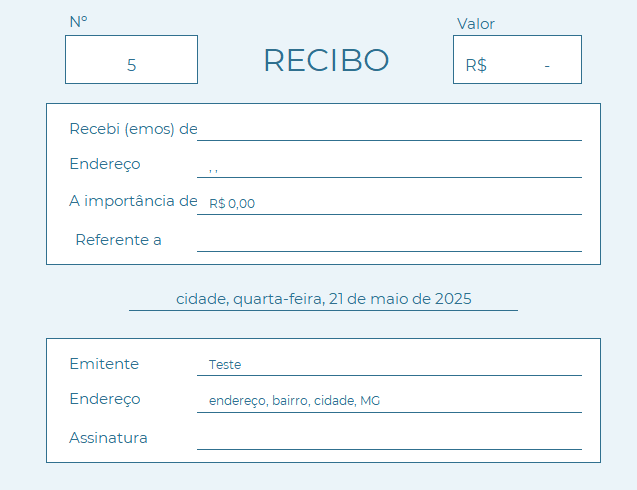 Nº
Valor
5
RECIBO
R$ -
Recebi (emos) de
Endereço , ,
A importância de R$ 0,00
Referente a
cidade, quarta-feira, 21 de maio de 2025
Emitente Teste
Endereço endereço, bairro, cidade, MG
Assinatura